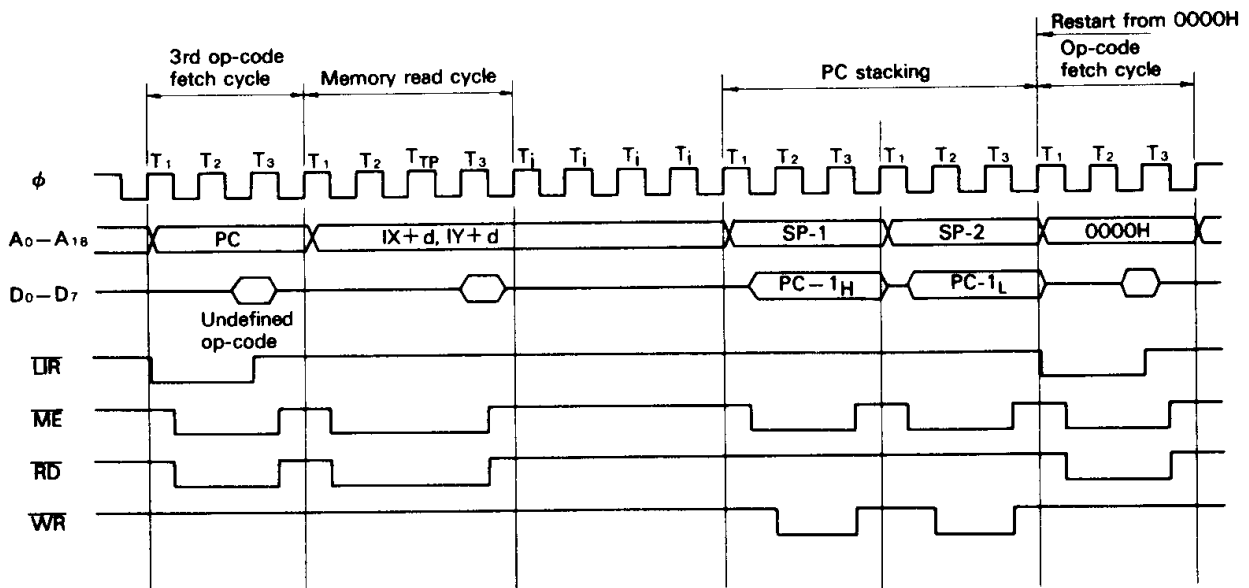 Restart from 0000H
3rd op-code
fetch cycle
Memory read cycle
PC stacking
Op-code
fetch cycle
T1 T2 T3 T1 T2 TTP T3 Ti Ti Ti Ti T1 T2 T3 T1 T2 T3 T1 T2 T3
φ
A0–A18 PC IX+d, IY+d SP-1 SP-2 0000H
D0–D7 PC–1H PC-1L
Undefined
op-code
LIR
ME
RD
WR